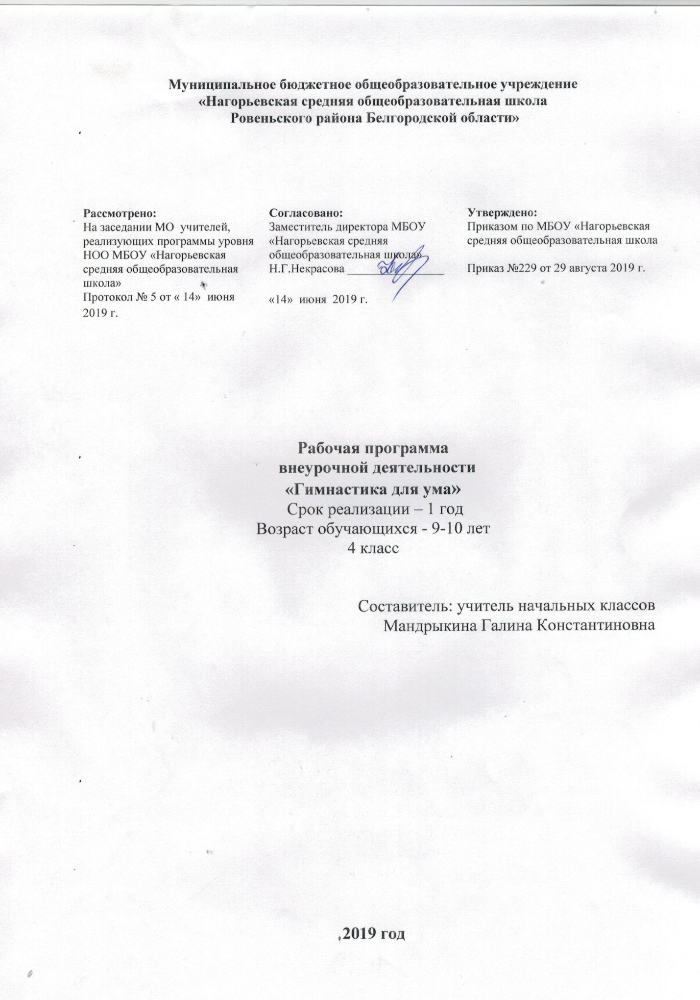 Муниципальное бюджетное общеобразовательное учреждение
«Нагорьевская средняя общеобразовательная школа
Ровеньского района Белгородской области»
Рассмотрено:
На заседании МО учителей,
реализующих программы уровня
НОО МБОУ «Нагорьевская
средняя общеобразовательная
школа»
Протокол № 5 от « 14» июня
2019 г.
Согласовано:
Заместитель директора МБОУ
«Нагорьевская средняя
общеобразовательная школа»
Н.Г.Некрасова _______________
«14» июня 2019 г.
Утверждено:
Приказом по МБОУ «Нагорьевская
средняя общеобразовательная школа
Приказ №229 от 29 августа 2019 г.
Рабочая программа
внеурочной деятельности
«Гимнастика для ума»
Срок реализации – 1 год
Возраст обучающихся - 9-10 лет
4 класс
Составитель: учитель начальных классов
Мандрыкина Галина Константиновна
2019 год